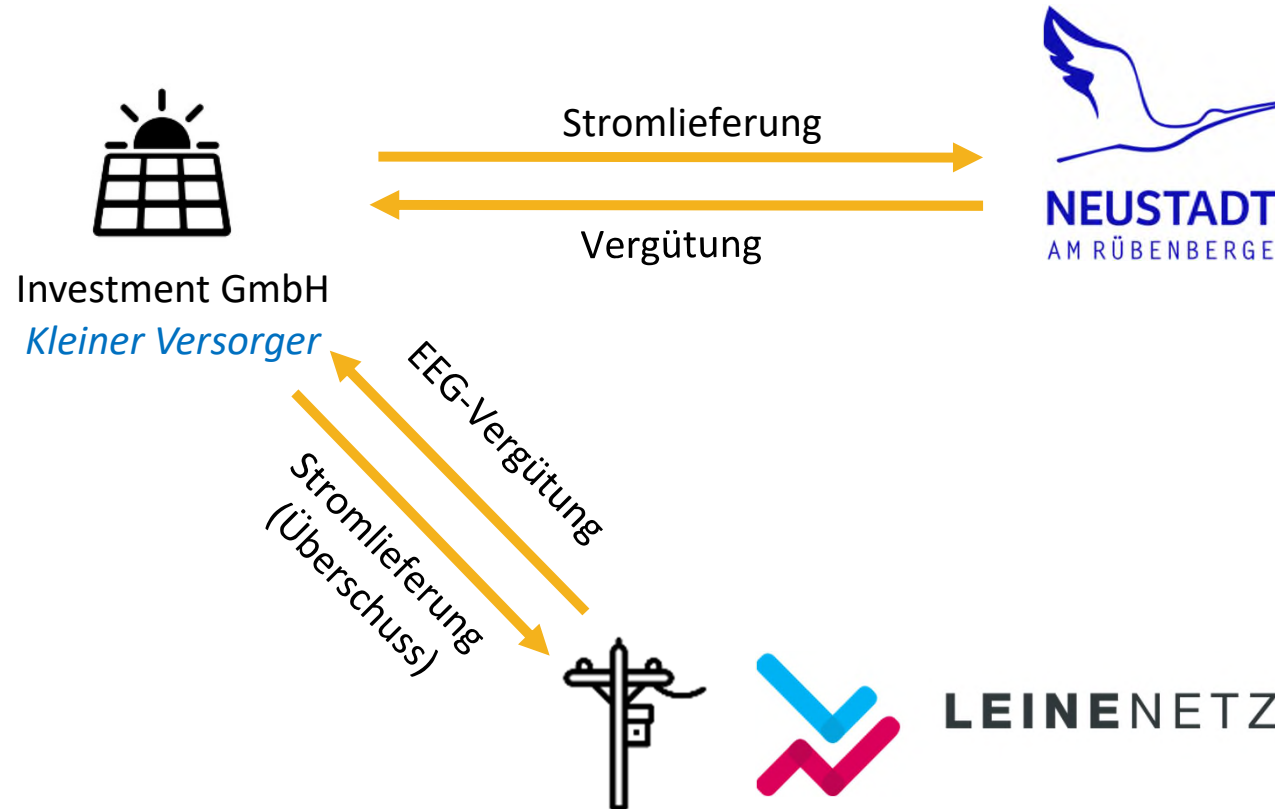 Stromlieferung
Vergütung
NEUSTADT
AM RÜBENBERGE
Investment GmbH
Kleiner Versorger
EEG-Vergütung
Stromlieferung
(Überschuss)
LEINENETZ